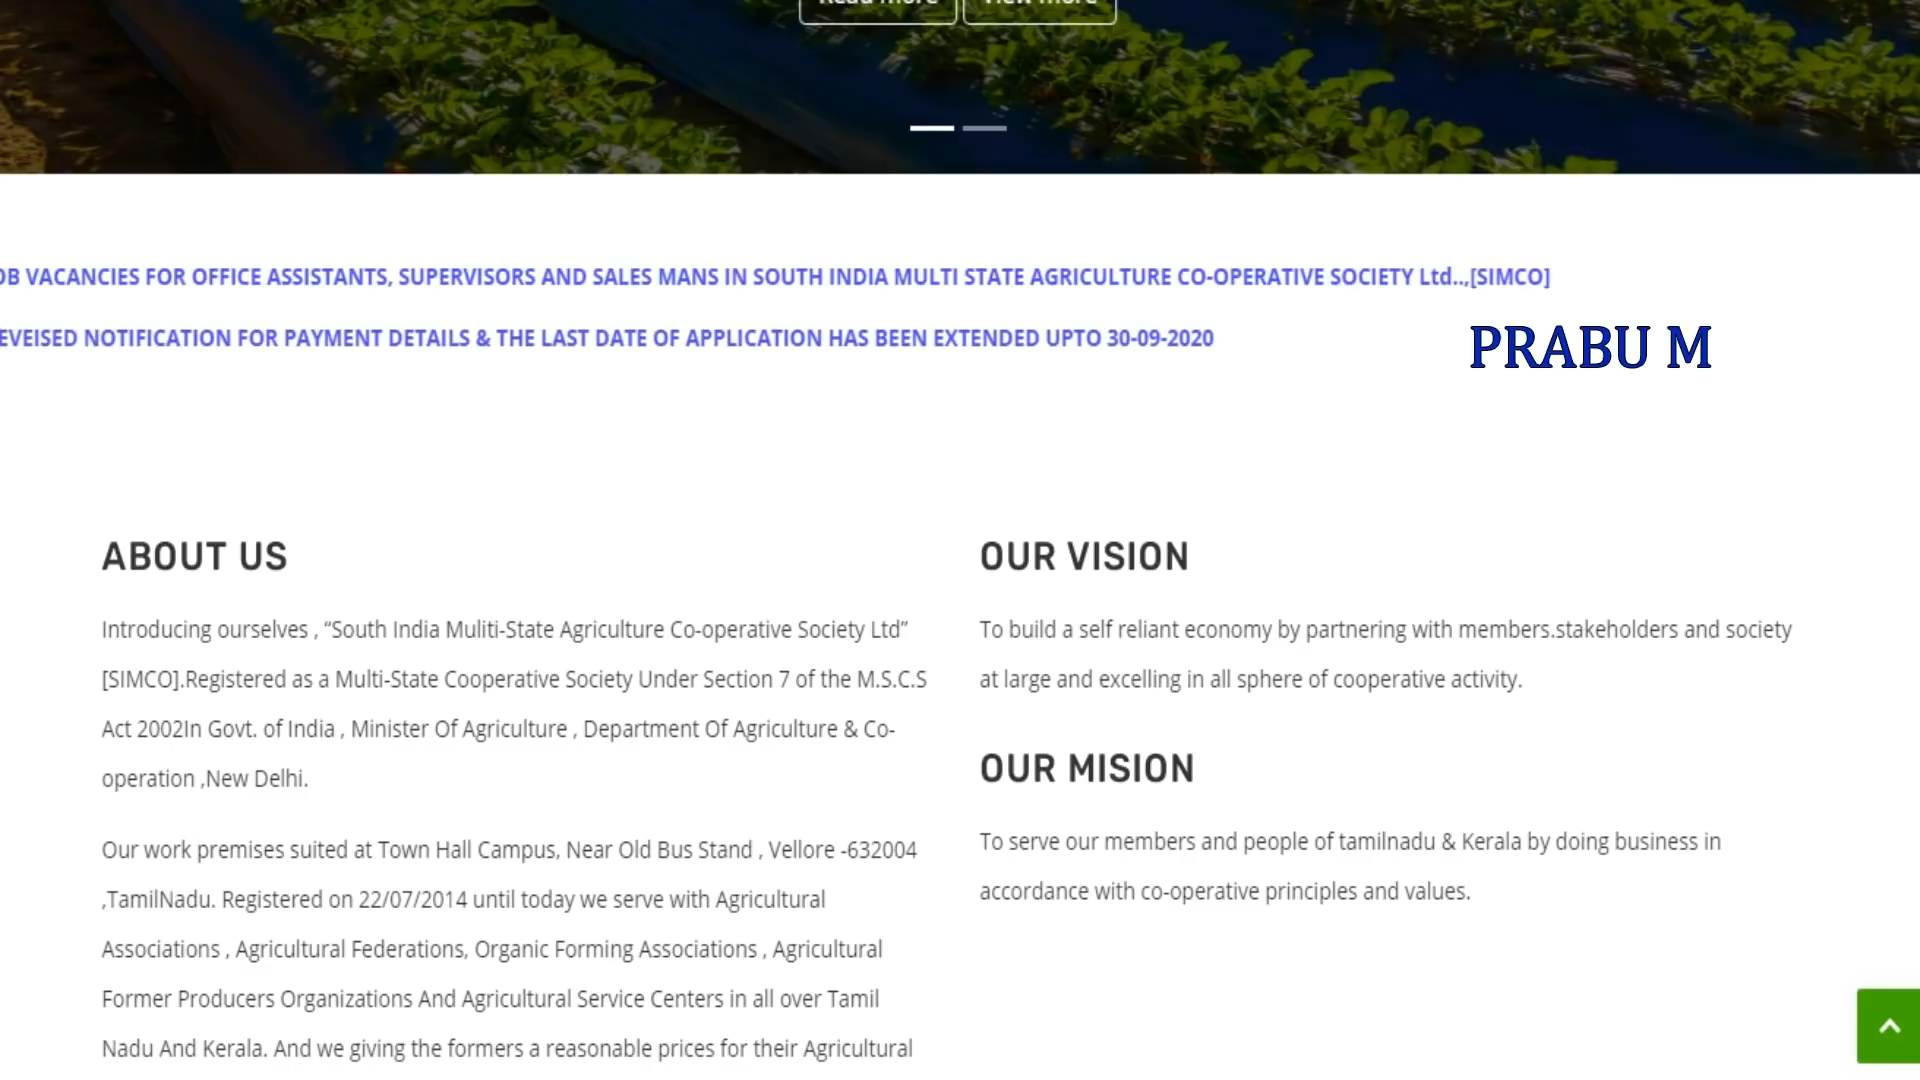 Read more View more
OB VACANCIES FOR OFFICE ASSISTANTS, SUPERVISORS AND SALES MANS IN SOUTH INDIA MULTI STATE AGRICULTURE CO-OPERATIVE SOCIETY Ltd..,[SIMCO]
EVEISED NOTIFICATION FOR PAYMENT DETAILS & THE LAST DATE OF APPLICATION HAS BEEN EXTENDED UPTO 30-09-2020
PRABU M
ABOUT US
Introducing ourselves , “South India Muliti-State Agriculture Co-operative Society Ltd”
[SIMCO].Registered as a Multi-State Cooperative Society Under Section 7 of the M.S.C.S
Act 2002In Govt. of India , Minister Of Agriculture , Department Of Agriculture & Co-
operation ,New Delhi.
Our work premises suited at Town Hall Campus, Near Old Bus Stand , Vellore -632004
,TamilNadu. Registered on 22/07/2014 until today we serve with Agricultural
Associations , Agricultural Federations, Organic Forming Associations , Agricultural
Former Producers Organizations And Agricultural Service Centers in all over Tamil
Nadu And Kerala. And we giving the formers a reasonable prices for their Agricultural
OUR VISION
To build a self reliant economy by partnering with members.stakeholders and society
at large and excelling in all sphere of cooperative activity.
OUR MISION
To serve our members and people of tamilnadu & Kerala by doing business in
accordance with co-operative principles and values.